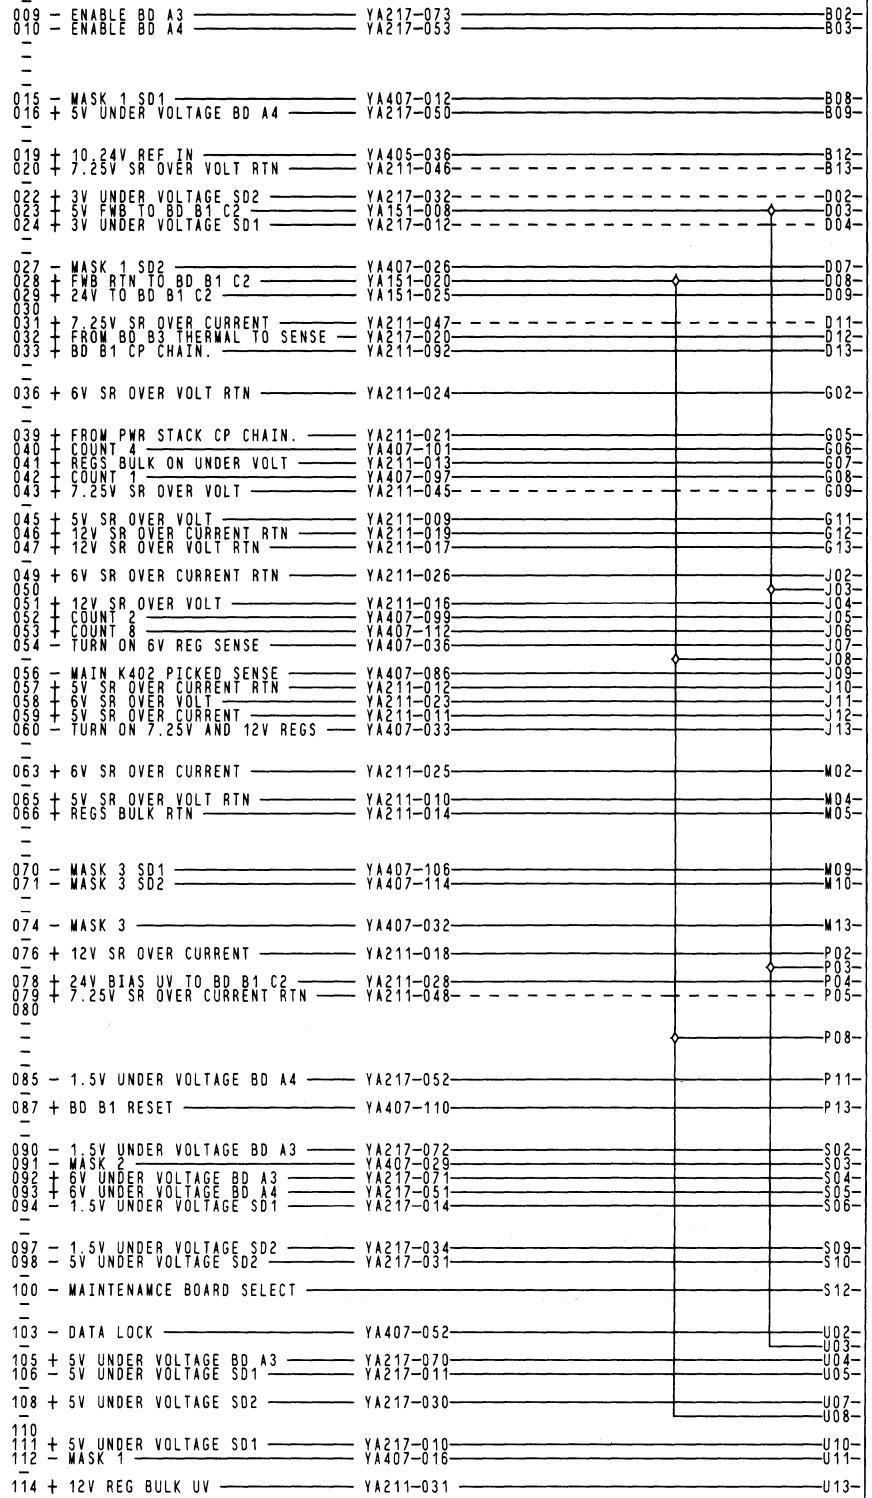 009 - ENABLE BD A3 YA217-073 B02-
010 - ENABLE BD A4 YA217-053 B03-
015 - MASK 1 SD1 YA407-012 B08-
016 + 5V UNDER VOLTAGE BD A4 YA217-050 B09-
019 + 10.24V REF IN YA405-036 B12-
020 + 7.25V SR OVER VOLT RTN YA211-046 B13-
022 + 3V UNDER VOLTAGE SD2 YA217-032 D02-
023 + 5V FWB TO BD B1 C2 YA151-008 D03-
024 + 3V UNDER VOLTAGE SD1 YA217-012 D04-
027 - MASK 1 SD2 YA407-026 D07-
028 + FWB RTN TO BD B1 C2 YA151-020 D08-
029 + 24V TO BD B1 C2 YA151-025 D09-
030
031 + 7.25V SR OVER CURRENT YA211-047 D11-
032 + FROM BD B3 THERMAL TO SENSE YA217-020 D12-
033 + BD B1 CP CHAIN. YA211-092 D13-
036 + 6V SR OVER VOLT RTN YA211-024 G02-
039 + FROM PWR STACK CP CHAIN. YA211-021 G05-
040 + COUNT 4 YA407-101 G06-
041 + REGS BULK ON UNDER VOLT YA211-013 G07-
042 + COUNT 1 YA407-097 G08-
043 + 7.25V SR OVER VOLT YA211-045 G09-
045 + 5V SR OVER VOLT YA211-009 G11-
046 + 12V SR OVER CURRENT RTN YA211-019 G12-
047 + 12V SR OVER VOLT RTN YA211-017 G13-
049 + 6V SR OVER CURRENT RTN YA211-026 J02-
050 J03-
051 + 12V SR OVER VOLT YA211-016 J04-
052 + COUNT 2 YA407-099 J05-
053 + COUNT 8 YA407-112 J06-
054 - TURN ON 6V REG SENSE YA407-036 J07-
J08-
056 - MAIN K402 PICKED SENSE YA407-086 J09-
057 + 5V SR OVER CURRENT RTN YA211-012 J10-
058 + 6V SR OVER VOLT YA211-023 J11-
059 + 5V SR OVER CURRENT YA211-011 J12-
060 - TURN ON 7.25V AND 12V REGS YA407-033 J13-
063 + 6V SR OVER CURRENT YA211-025 M02-
065 + 5V SR OVER VOLT RTN YA211-010 M04-
066 + REGS BULK RTN YA211-014 M05-
070 - MASK 3 SD1 YA407-106 M09-
071 - MASK 3 SD2 YA407-114 M10-
074 - MASK 3 YA407-032 M13-
076 + 12V SR OVER CURRENT YA211-018 P02-
P03-
078 + 24V BIAS UV TO BD B1 C2 YA211-028 P04-
079 + 7.25V SR OVER CURRENT RTN YA211-048 P05-
080
P08-
085 - 1.5V UNDER VOLTAGE BD A4 YA217-052 P11-
087 + BD B1 RESET YA407-110 P13-
090 - 1.5V UNDER VOLTAGE BD A3 YA217-072 S02-
091 - MASK 2 YA407-029 S03-
092 + 6V UNDER VOLTAGE BD A3 YA217-071 S04-
093 + 6V UNDER VOLTAGE BD A4 YA217-051 S05-
094 - 1.5V UNDER VOLTAGE SD1 YA217-014 S06-
097 - 1.5V UNDER VOLTAGE SD2 YA217-034 S09-
098 - 5V UNDER VOLTAGE SD2 YA217-031 S10-
100 - MAINTENANCE BOARD SELECT S12-
103 - DATA LOCK YA407-052 U02-
U03-
105 + 5V UNDER VOLTAGE BD A3 YA217-070 U04-
106 - 5V UNDER VOLTAGE SD1 YA217-011 U05-
108 + 5V UNDER VOLTAGE SD2 YA217-030 U07-
U08-
110
111 + 5V UNDER VOLTAGE SD1 YA217-010 U10-
112 - MASK 1 YA407-016 U11-
114 + 12V REG BULK UV YA211-031 U13-